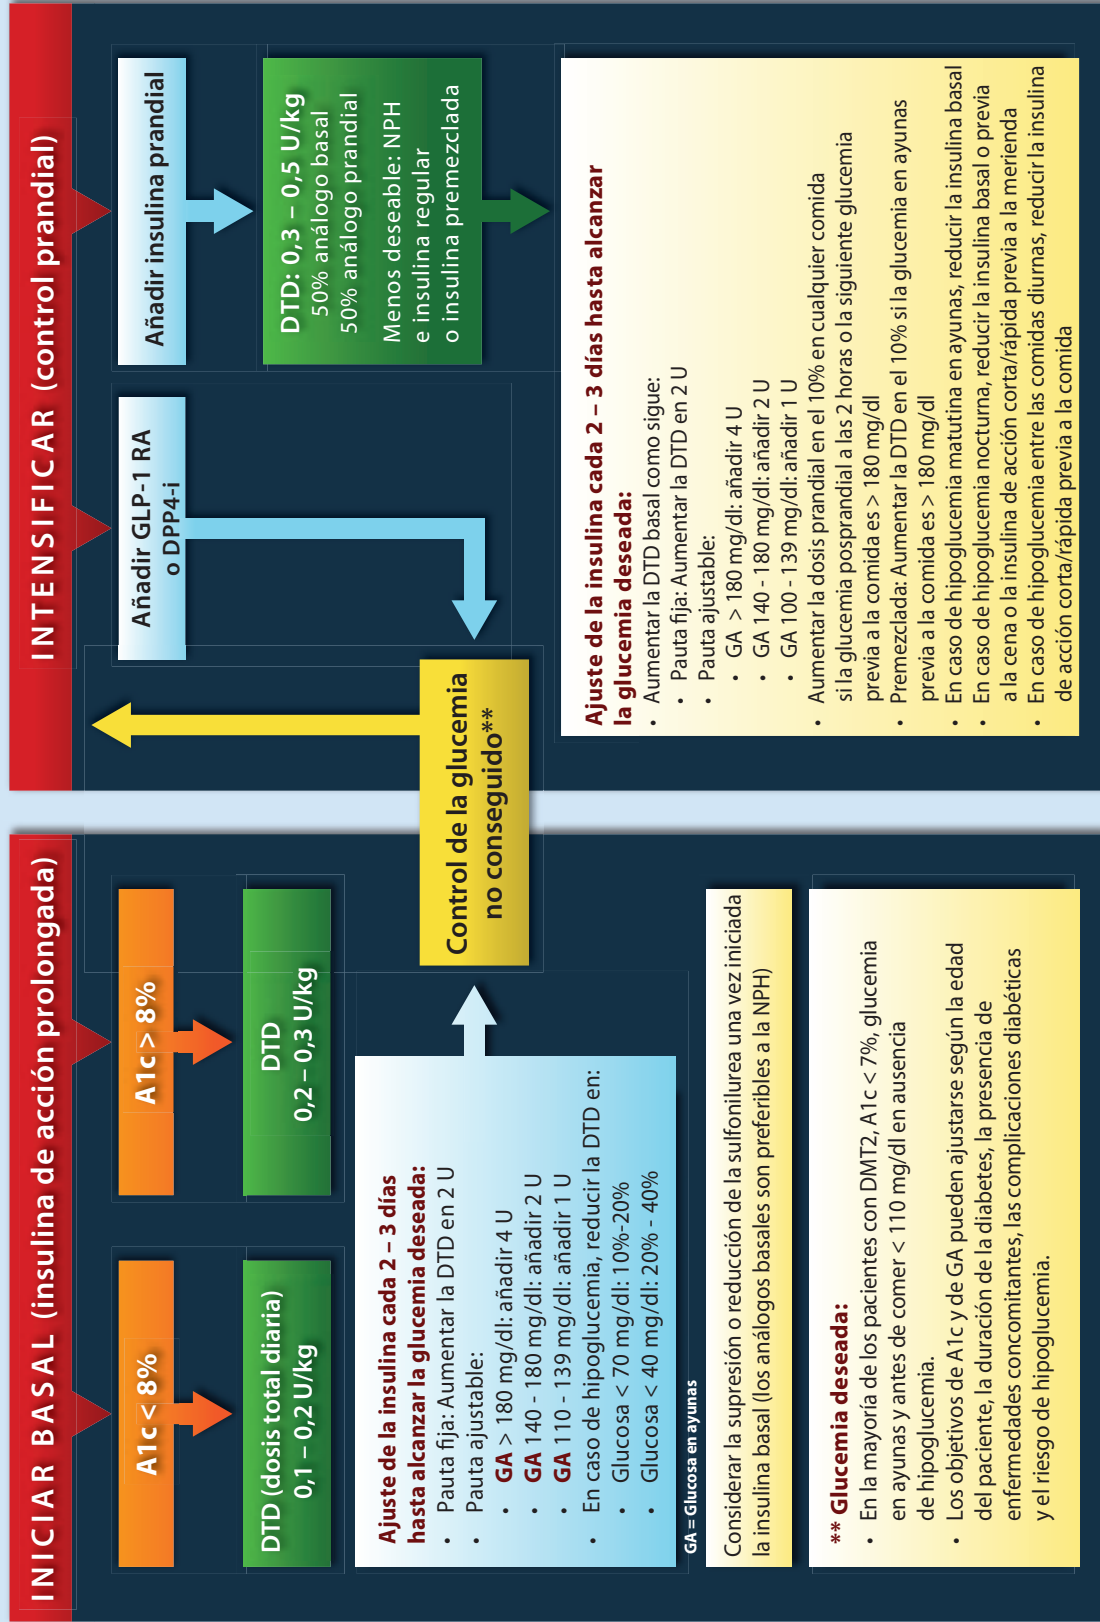 INICIAR BASAL (insulina de acción prolongada)
A1c < 8%
A1c > 8%
DTD (dosis total diaria)
0,1 – 0,2 U/kg
DTD
0,2 – 0,3 U/kg
Ajuste de la insulina cada 2 – 3 días
hasta alcanzar la glucemia deseada:
• Pauta fija: Aumentar la DTD en 2 U
• Pauta ajustable:
• GA > 180 mg/dl: añadir 4 U
• GA 140 - 180 mg/dl: añadir 2 U
• GA 110 - 139 mg/dl: añadir 1 U
• En caso de hipoglucemia, reducir la DTD en:
• Glucosa < 70 mg/dl: 10%-20%
• Glucosa < 40 mg/dl: 20% - 40%
GA = Glucosa en ayunas
Considerar la supresión o reducción de la sulfonilurea una vez iniciada
la insulina basal (los análogos basales son preferibles a la NPH)
** Glucemia deseada:
• En la mayoría de los pacientes con DMT2, A1c < 7%, glucemia
en ayunas y antes de comer < 110 mg/dl en ausencia
de hipoglucemia.
• Los objetivos de A1c y de GA pueden ajustarse según la edad
del paciente, la duración de la diabetes, la presencia de
enfermedades concomitantes, las complicaciones diabéticas
y el riesgo de hipoglucemia.
Control de la glucemia
no conseguido**
INTENSIFICAR (control prandial)
Añadir GLP-1 RA
o DPP4-i
Añadir insulina prandial
DTD: 0,3 – 0,5 U/kg
50% análogo basal
50% análogo prandial
Menos deseable: NPH
e insulina regular
o insulina premezclada
Ajuste de la insulina cada 2 – 3 días hasta alcanzar
la glucemia deseada:
• Aumentar la DTD basal como sigue:
• Pauta fija: Aumentar la DTD en 2 U
• Pauta ajustable:
• GA > 180 mg/dl: añadir 4 U
• GA 140 - 180 mg/dl: añadir 2 U
• GA 100 - 139 mg/dl: añadir 1 U
• Aumentar la dosis prandial en el 10% en cualquier comida
si la glucemia posprandial a las 2 horas o la siguiente glucemia
previa a la comida es > 180 mg/dl
• Premezclada: Aumentar la DTD en el 10% si la glucemia en ayunas
previa a la comida es > 180 mg/dl
• En caso de hipoglucemia matutina en ayunas, reducir la insulina basal
• En caso de hipoglucemia nocturna, reducir la insulina basal o previa
a la cena o la insulina de acción corta/rápida previa a la merienda
• En caso de hipoglucemia entre las comidas diurnas, reducir la insulina
de acción corta/rápida previa a la comida